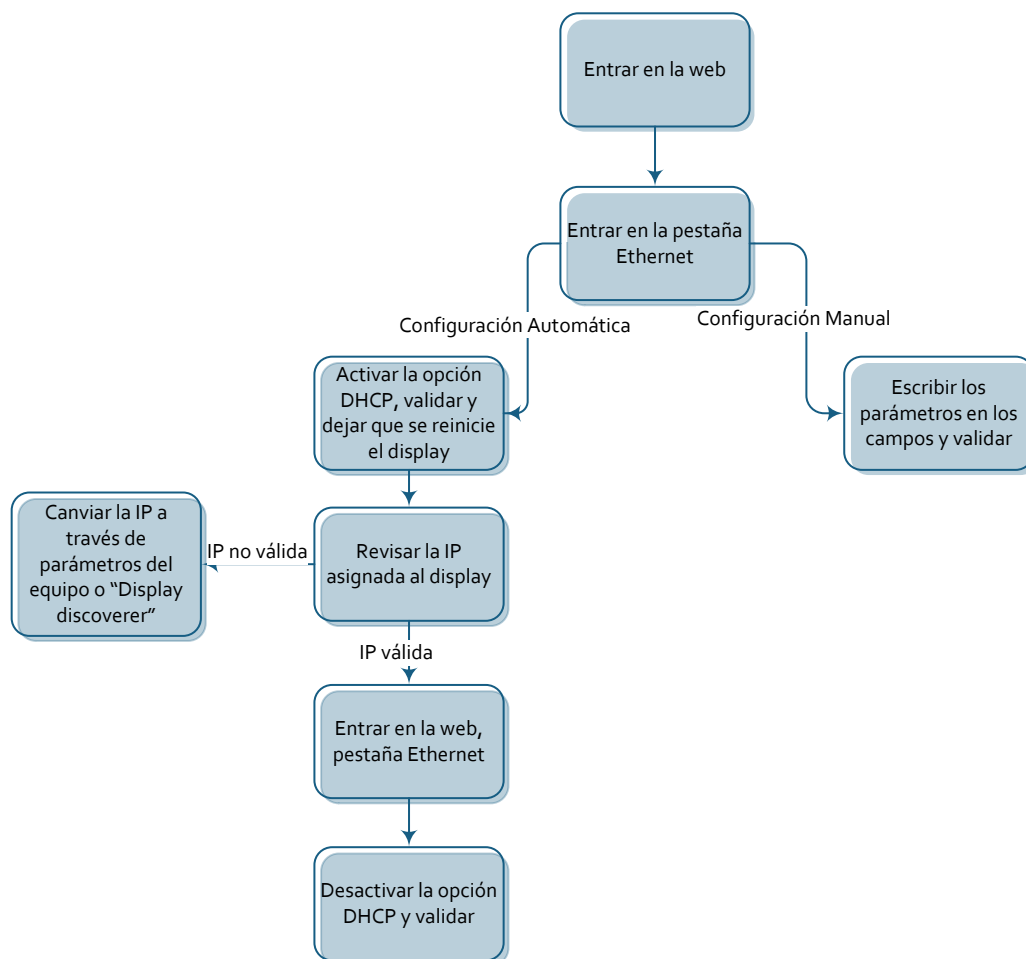 Entrar en la web
Entrar en la pestaña
Ethernet
Configuración Automática
Configuración Manual
Activar la opción
DHCP, validar y
dejar que se reinicie
el display
Escribir los
parámetros en los
campos y validar
Canviar la IP a
través de
parámetros del
equipo o “Display
discoverer”
IP no válida
Revisar la IP
asignada al display
IP válida
Entrar en la web,
pestaña Ethernet
Desactivar la opción
DHCP y validar